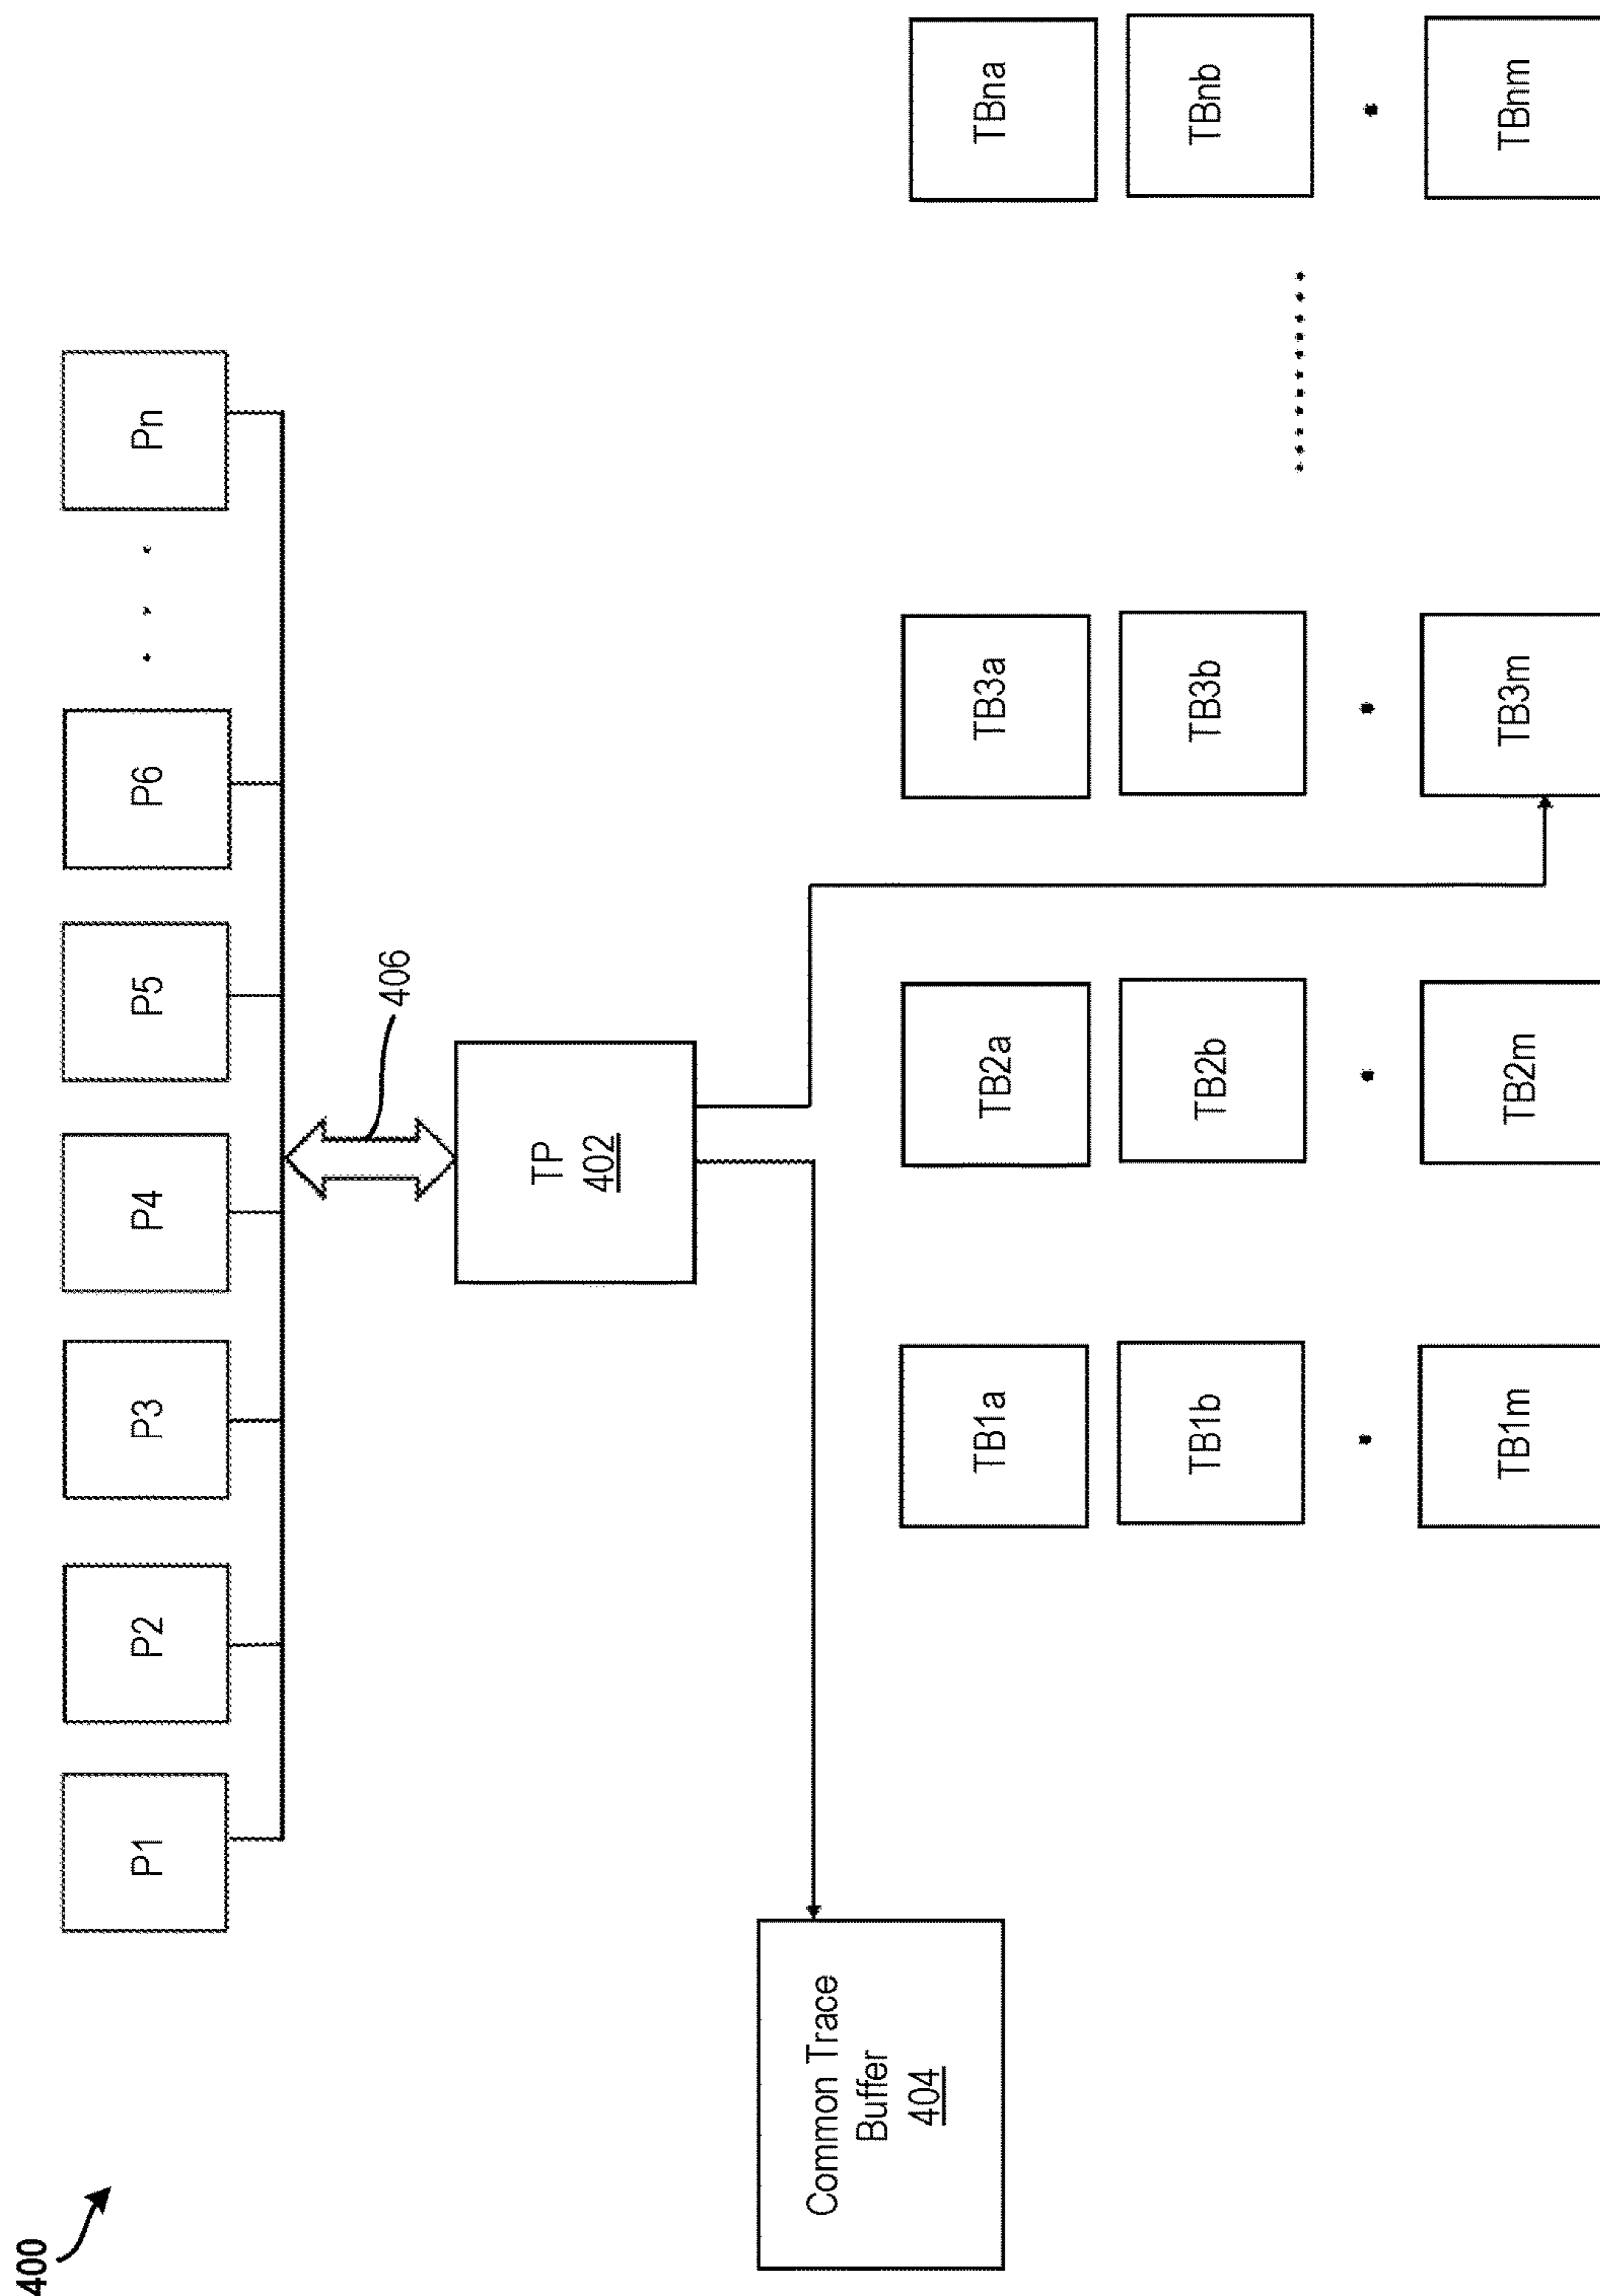 400
P1
P2
P3
P4
P5
P6
Pn
406
TP
402
Common Trace
Buffer
404
TB1a
TB2a
TB3a
TBna
TB1b
TB2b
TB3b
TBnb
TB1m
TB2m
TB3m
TBnm